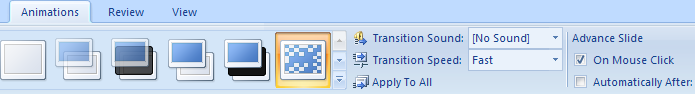 Animations Review View
Transition Sound: [No Sound] Advance Slide
Transition Speed: Fast On Mouse Click
Apply To All Automatically After: